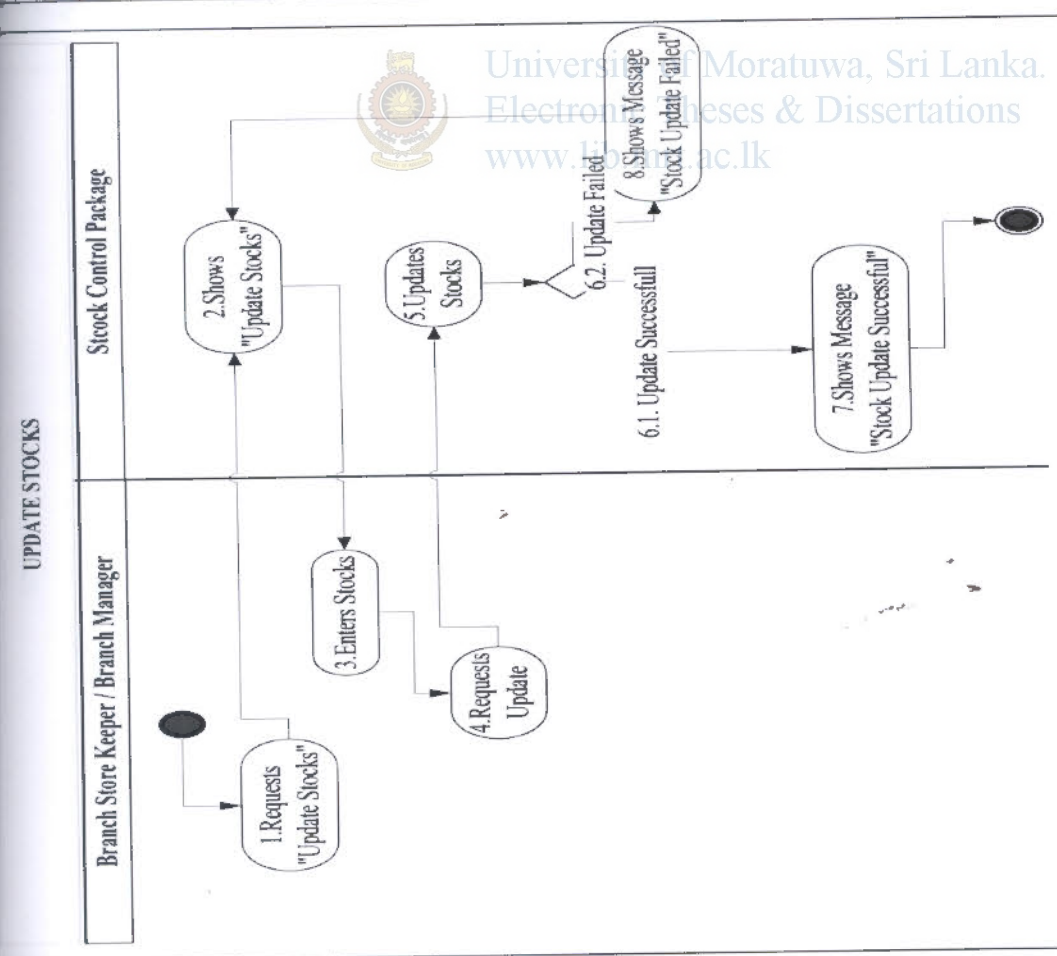 UPDATE STOCKS
Branch Store Keeper / Branch Manager
Stcock Control Package
1.Requests
"Update Stocks"
2.Shows
"Update Stocks"
3.Enters Stocks
4.Requests
Update
5.Updates
Stocks
6.2. Update Failed
6.1. Update Successfull
8.Shows Message
"Stock Update Failed"
7.Shows Message
"Stock Update Successful"
University of Moratuwa, Sri Lanka.
Electronic Theses & Dissertations
www.lib.mrt.ac.lk